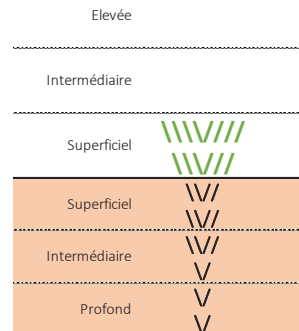 Elevée
Intermédiaire
Superficiel
Superficiel
Intermédiaire
Profond